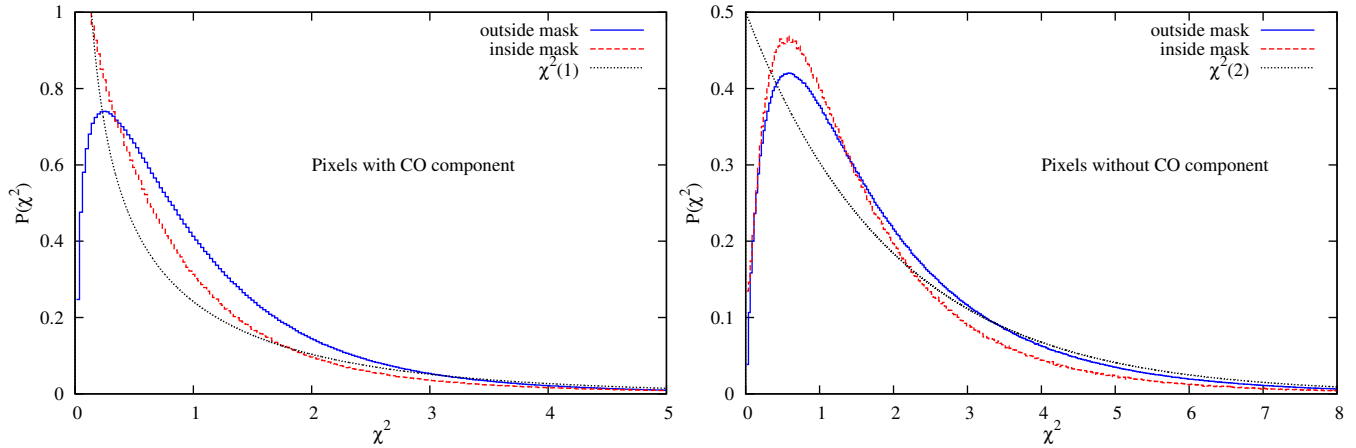 1
0.8
0.6
0.4
0.2
0
0
1
2
3
4
5
P(χ²)
χ²
outside mask
inside mask
χ²(1)
Pixels with CO component
0.5
0.4
0.3
0.2
0.1
0
0
1
2
3
4
5
6
7
8
P(χ²)
χ²
outside mask
inside mask
χ²(2)
Pixels without CO component